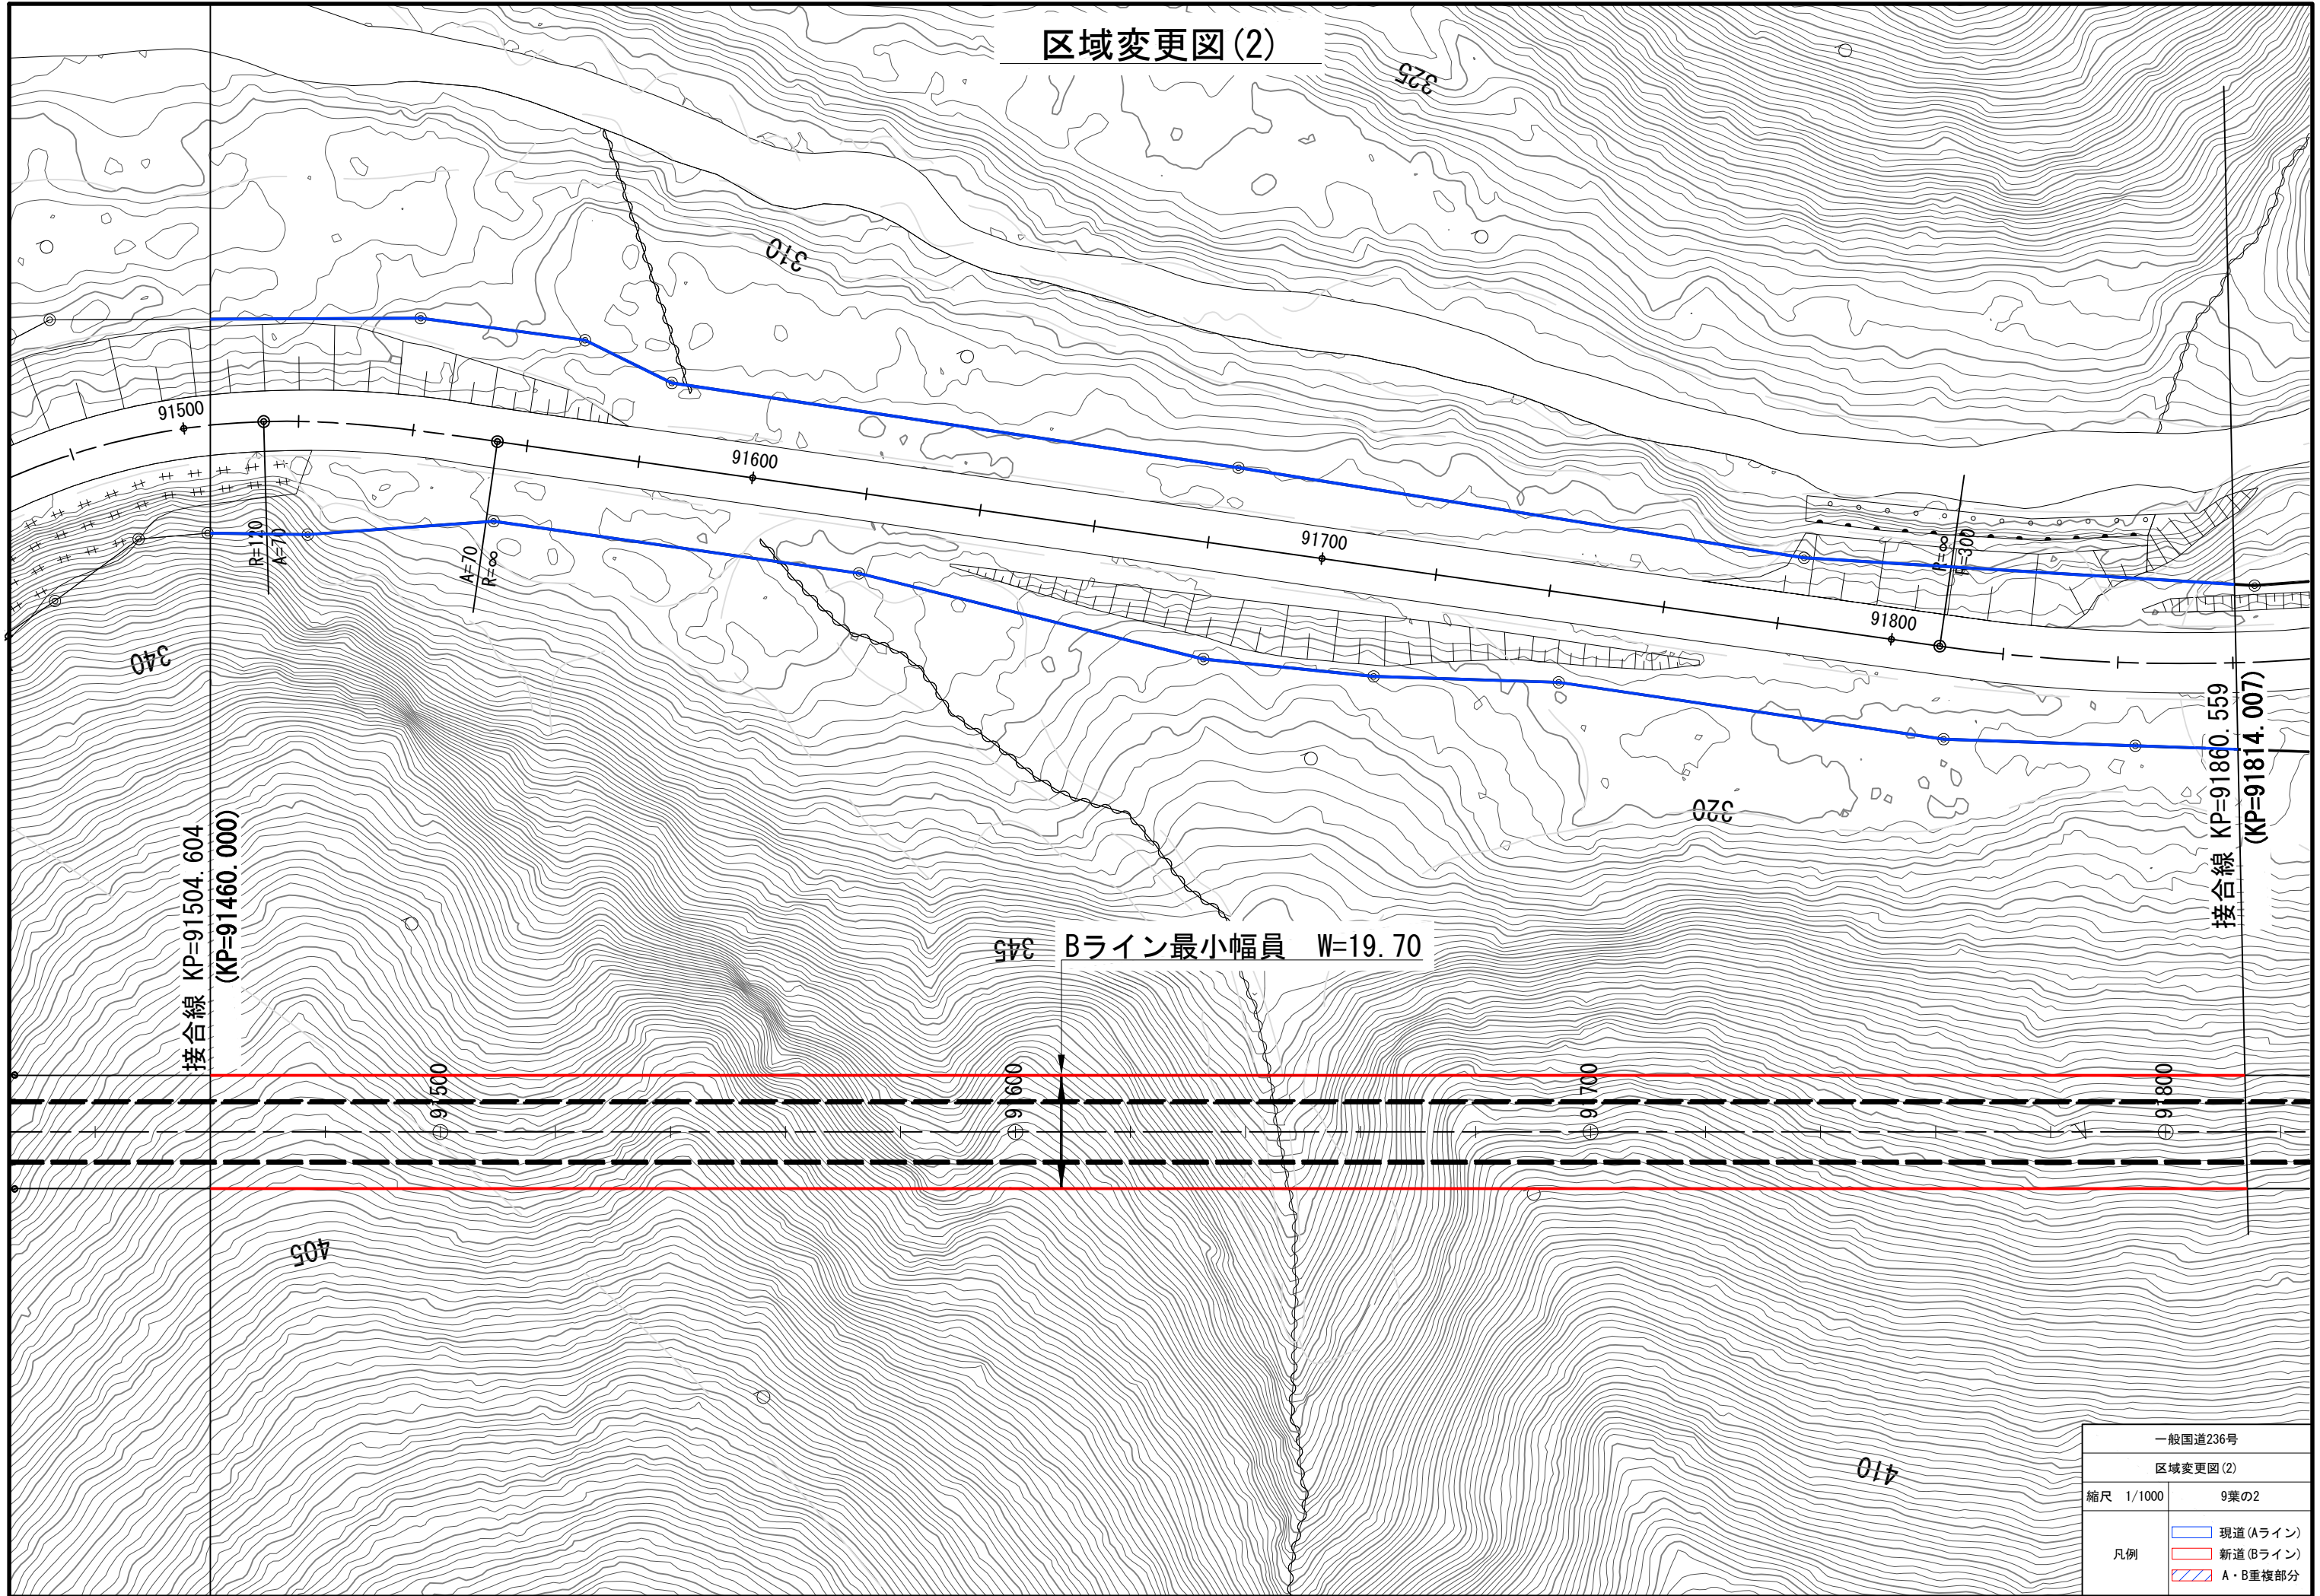 区域変更図(2)
325
310
91500
91600
91700
91800
R=120
A=70
A=70
R=∞
R=∞
R=300
340
320
接合線 KP=91504.604
(KP=91460.000)
接合線 KP=91860.559
(KP=91814.007)
345
Bライン最小幅員 W=19.70
91500
91600
91700
91800
405
410
一般国道236号
区域変更図(2)
縮尺 1/1000
9葉の2
凡例
現道(Aライン)
新道(Bライン)
A・B重複部分